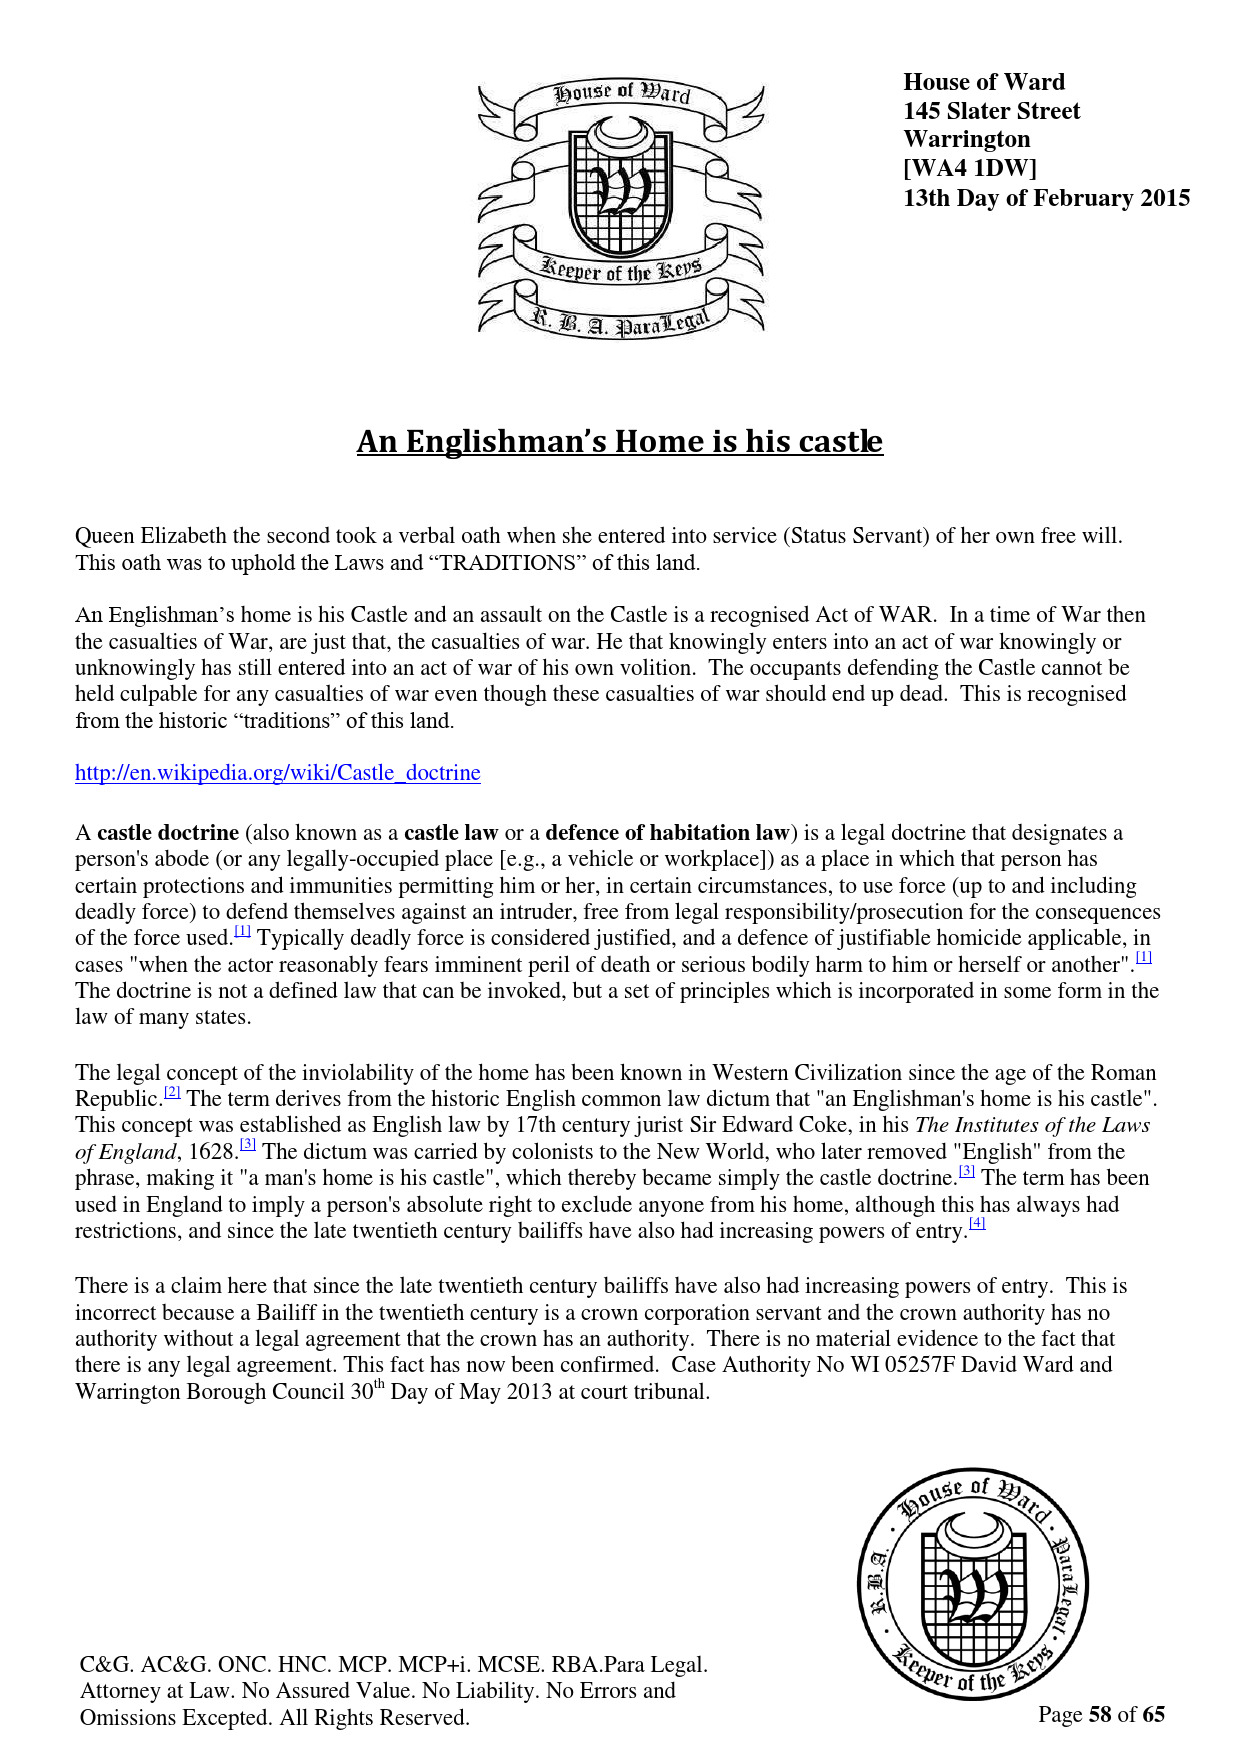 House of Ward
Keeper of the Keys
R. B. A. ParaLegal
House of Ward
145 Slater Street
Warrington
[WA4 1DW]
13th Day of February 2015
An Englishman’s Home is his castle
Queen Elizabeth the second took a verbal oath when she entered into service (Status Servant) of her own free will.
This oath was to uphold the Laws and “TRADITIONS” of this land.
An Englishman’s home is his Castle and an assault on the Castle is a recognised Act of WAR.  In a time of War then
the casualties of War, are just that, the casualties of war. He that knowingly enters into an act of war knowingly or
unknowingly has still entered into an act of war of his own volition.  The occupants defending the Castle cannot be
held culpable for any casualties of war even though these casualties of war should end up dead.  This is recognised
from the historic “traditions” of this land.
http://en.wikipedia.org/wiki/Castle_doctrine
A castle doctrine (also known as a castle law or a defence of habitation law) is a legal doctrine that designates a
person's abode (or any legally-occupied place [e.g., a vehicle or workplace]) as a place in which that person has
certain protections and immunities permitting him or her, in certain circumstances, to use force (up to and including
deadly force) to defend themselves against an intruder, free from legal responsibility/prosecution for the consequences
of the force used.[1] Typically deadly force is considered justified, and a defence of justifiable homicide applicable, in
cases "when the actor reasonably fears imminent peril of death or serious bodily harm to him or herself or another".[1]
The doctrine is not a defined law that can be invoked, but a set of principles which is incorporated in some form in the
law of many states.
The legal concept of the inviolability of the home has been known in Western Civilization since the age of the Roman
Republic.[2] The term derives from the historic English common law dictum that "an Englishman's home is his castle".
This concept was established as English law by 17th century jurist Sir Edward Coke, in his The Institutes of the Laws
of England, 1628.[3] The dictum was carried by colonists to the New World, who later removed "English" from the
phrase, making it "a man's home is his castle", which thereby became simply the castle doctrine.[3] The term has been
used in England to imply a person's absolute right to exclude anyone from his home, although this has always had
restrictions, and since the late twentieth century bailiffs have also had increasing powers of entry.[4]
There is a claim here that since the late twentieth century bailiffs have also had increasing powers of entry.  This is
incorrect because a Bailiff in the twentieth century is a crown corporation servant and the crown authority has no
authority without a legal agreement that the crown has an authority.  There is no material evidence to the fact that
there is any legal agreement. This fact has now been confirmed.  Case Authority No WI 05257F David Ward and
Warrington Borough Council 30th Day of May 2013 at court tribunal.
· House of Ward · ParaLegal · Keeper of the Keys · R.B.A.
W
C&G. AC&G. ONC. HNC. MCP. MCP+i. MCSE. RBA.Para Legal.
Attorney at Law. No Assured Value. No Liability. No Errors and
Omissions Excepted. All Rights Reserved.
Page 58 of 65